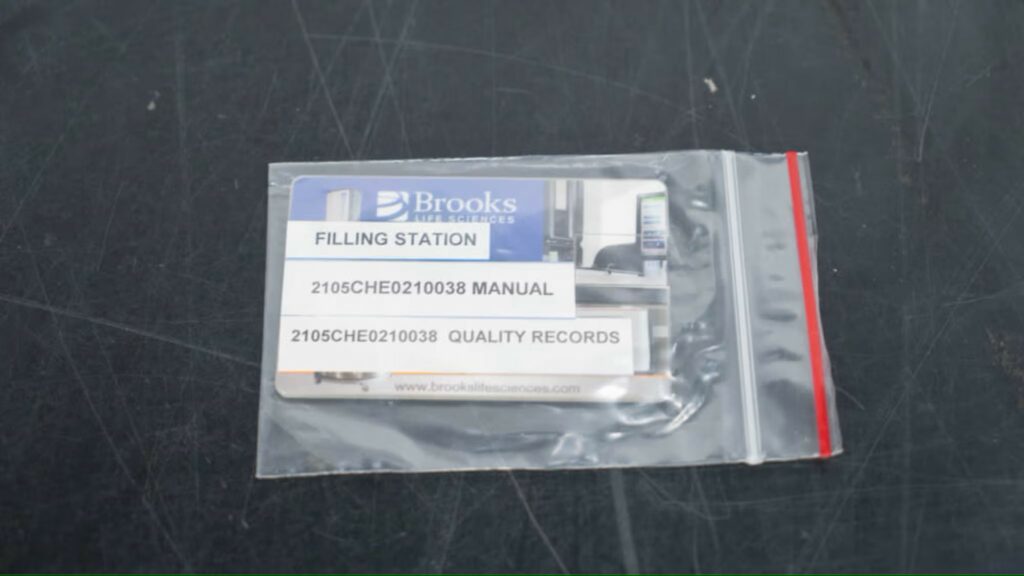 Brooks
LIFE SCIENCES
FILLING STATION
2105CHE0210038 MANUAL
2105CHE0210038 QUALITY RECORDS
www.brookslifesciences.com